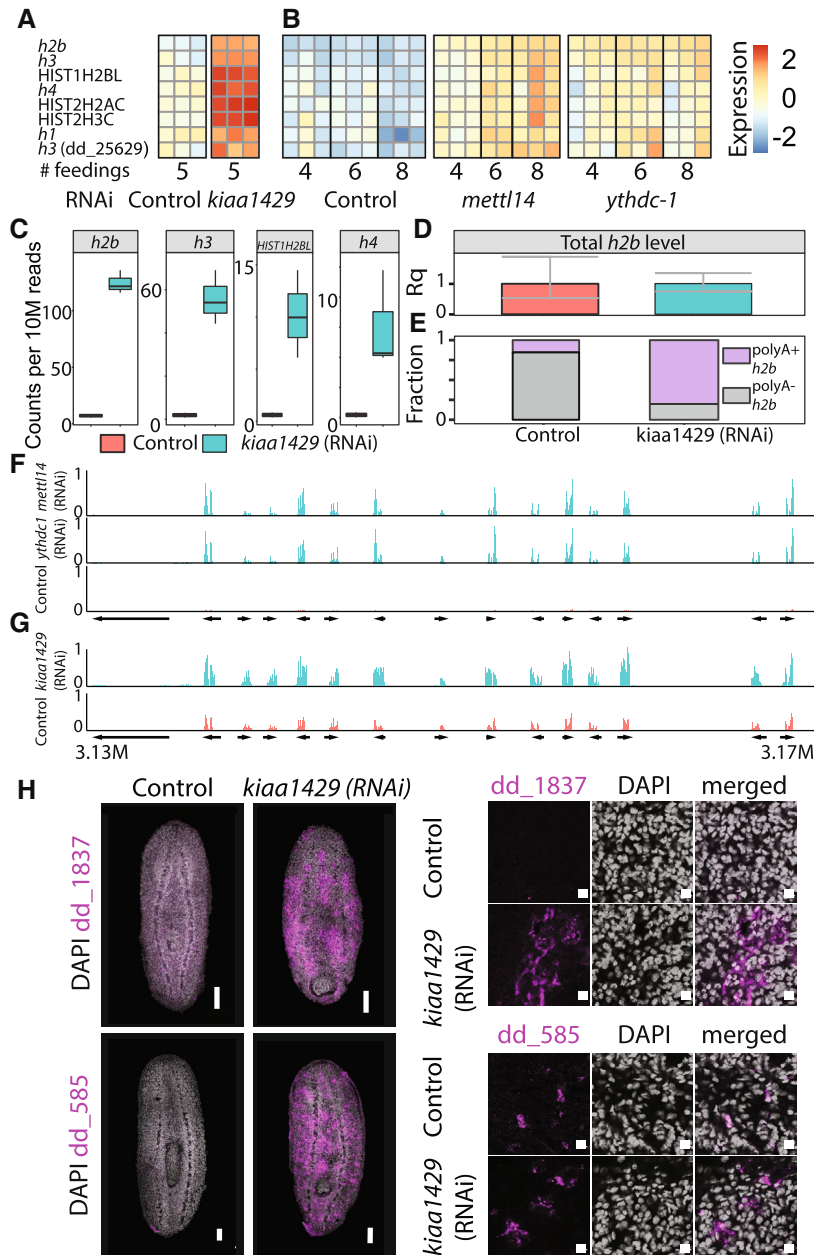 A
B
h2b
h3
HIST1H2BL
h4
HIST2H2AC
HIST2H3C
h1
h3 (dd_25629)
# feedings 5 5 4 6 8 4 6 8 4 6 8
RNAi Control kiaa1429 Control mettl14 ythdc-1
Expression
2
0
-2
C
Counts per 10M reads
h2b
100
50
0
h3
60
0
HIST1H2BL
15
0
h4
10
0
Control kiaa1429 (RNAi)
D
Total h2b level
Rq
1
0
E
Fraction
1
0
polyA+
h2b
polyA-
h2b
Control kiaa1429 (RNAi)
F
Control ythdc1 mettl14
(RNAi) (RNAi)
1
0
1
0
1
0
G
Control kiaa1429
(RNAi)
1
0
1
0
3.13M 3.17M
H
Control kiaa1429 (RNAi)
DAPI dd_1837
DAPI dd_585
dd_1837 DAPI merged
Control
kiaa1429
(RNAi)
dd_585 DAPI merged
Control
kiaa1429
(RNAi)